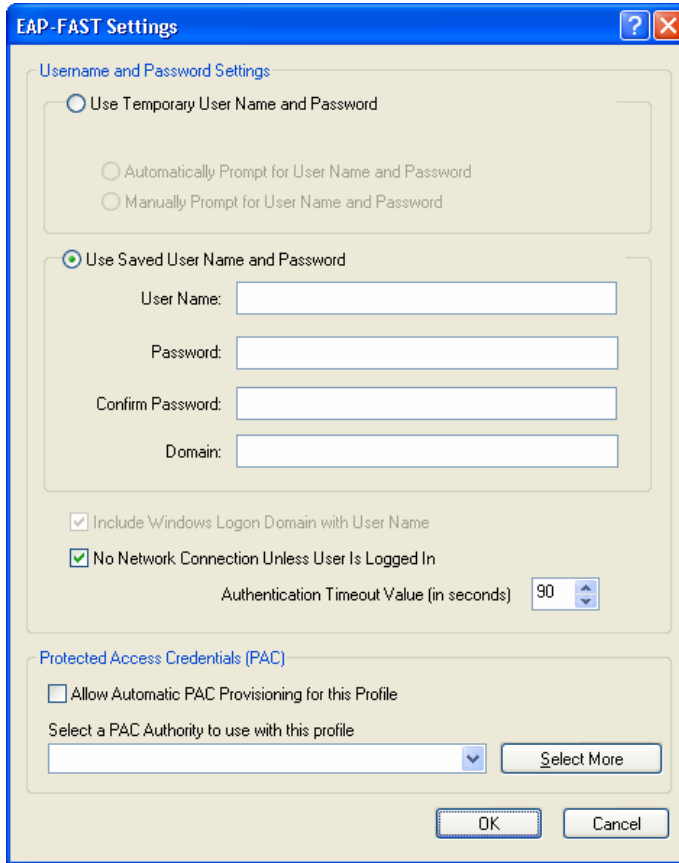 EAP-FAST Settings
Username and Password Settings
Use Temporary User Name and Password
Automatically Prompt for User Name and Password
Manually Prompt for User Name and Password
Use Saved User Name and Password
User Name:
Password:
Confirm Password:
Domain:
Include Windows Logon Domain with User Name
No Network Connection Unless User Is Logged In
Authentication Timeout Value (in seconds) 90
Protected Access Credentials (PAC)
Allow Automatic PAC Provisioning for this Profile
Select a PAC Authority to use with this profile
Select More
OK Cancel